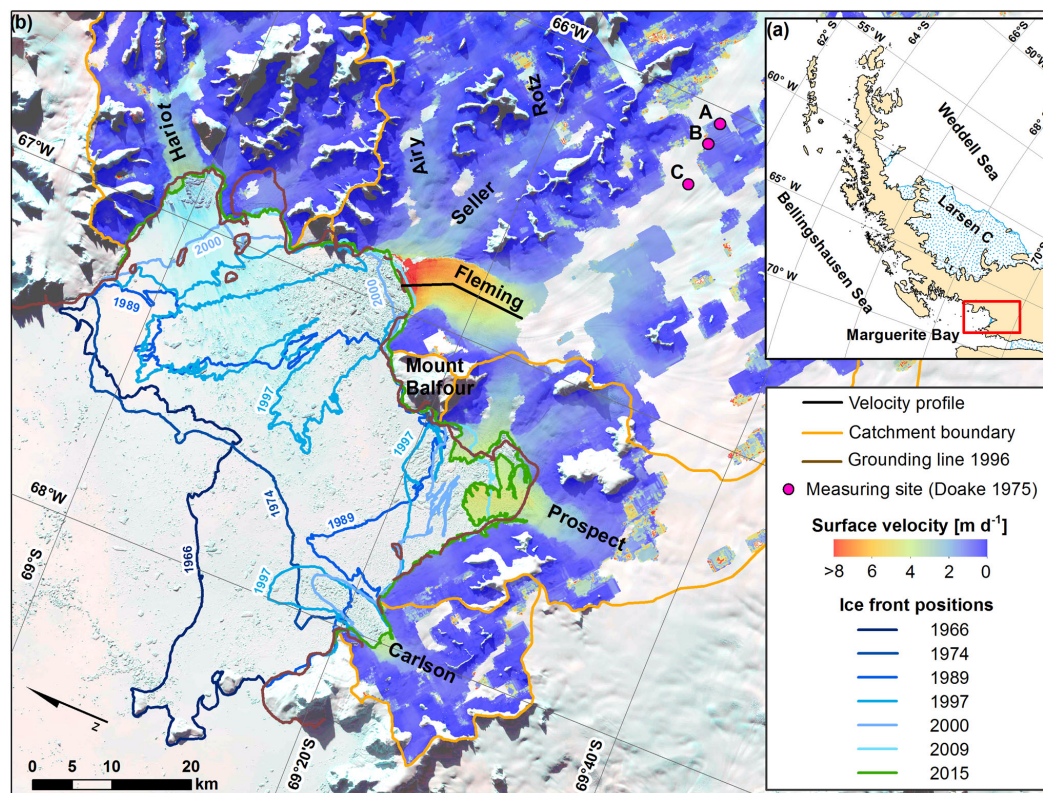 (b)
66°W
Hariot
Rotz
Airy
A
B
C
67°W
Seller
2000
Fleming
1989
2000
Mount
Balfour
1997
1997
68°W
1974
1989
Prospect
1966
69°S
1997
Carlson
N
69°20'S
69°40'S
0 5 10 20
km
(a)
62°S
55°W
64°S
66°S
50°W
60°W
68°S
Weddell Sea
65°W
Larsen C
Bellingshausen Sea
70°S
70°W
Marguerite Bay
Velocity profile
Catchment boundary
Grounding line 1996
Measuring site (Doake 1975)
Surface velocity [m d⁻¹]
>8 6 4 2 0
Ice front positions
1966
1974
1989
1997
2000
2009
2015